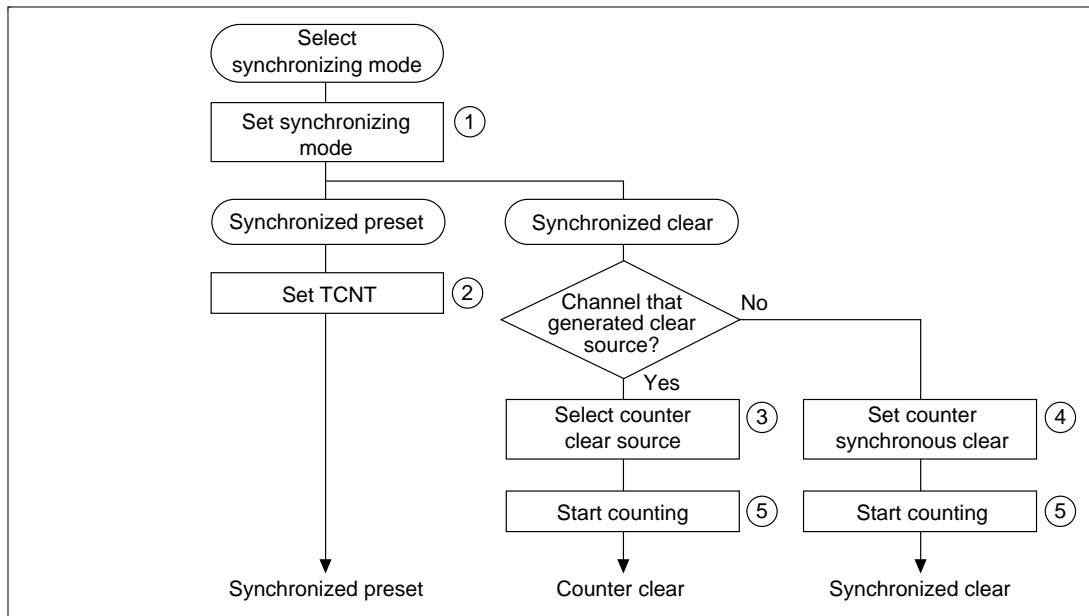 Select
synchronizing mode
Set synchronizing
mode
1
Synchronized preset
Synchronized clear
Set TCNT
2
Channel that
generated clear
source?
No
Yes
Select counter
clear source
3
Set counter
synchronous clear
4
Start counting
5
Start counting
5
Synchronized preset
Counter clear
Synchronized clear